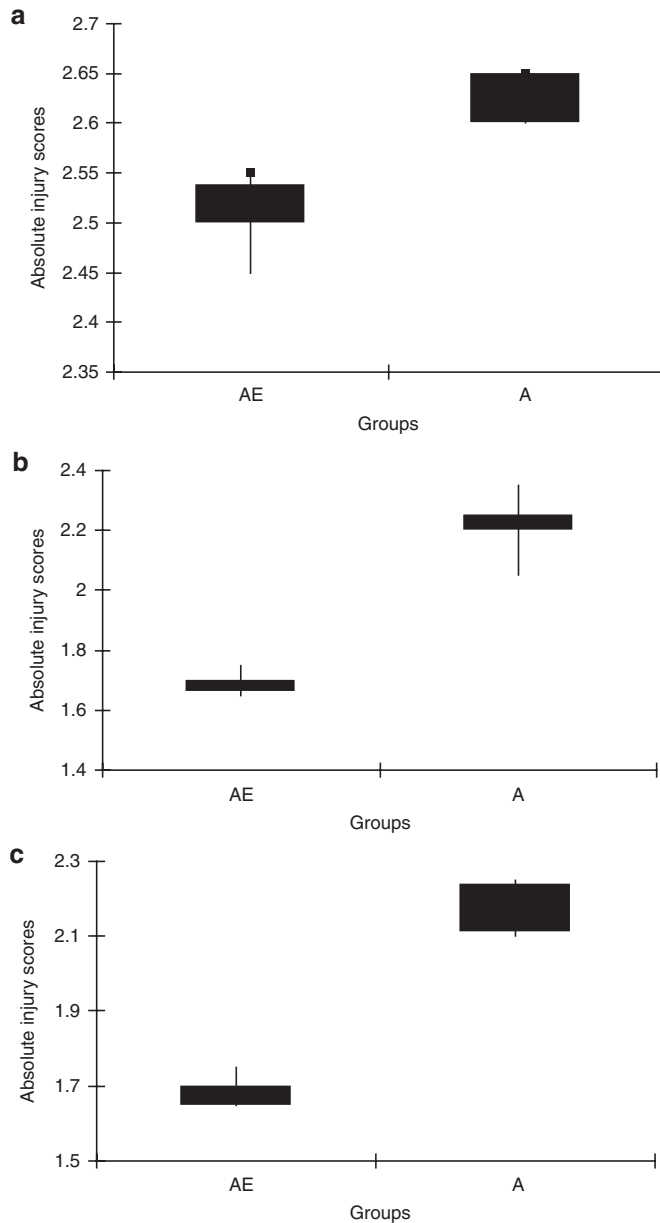 a
Absolute injury scores
2.7
2.65
2.6
2.55
2.5
2.45
2.4
2.35
AE A
Groups
b
Absolute injury scores
2.4
2.2
2
1.8
1.6
1.4
AE A
Groups
c
Absolute injury scores
2.3
2.1
1.9
1.7
1.5
AE A
Groups